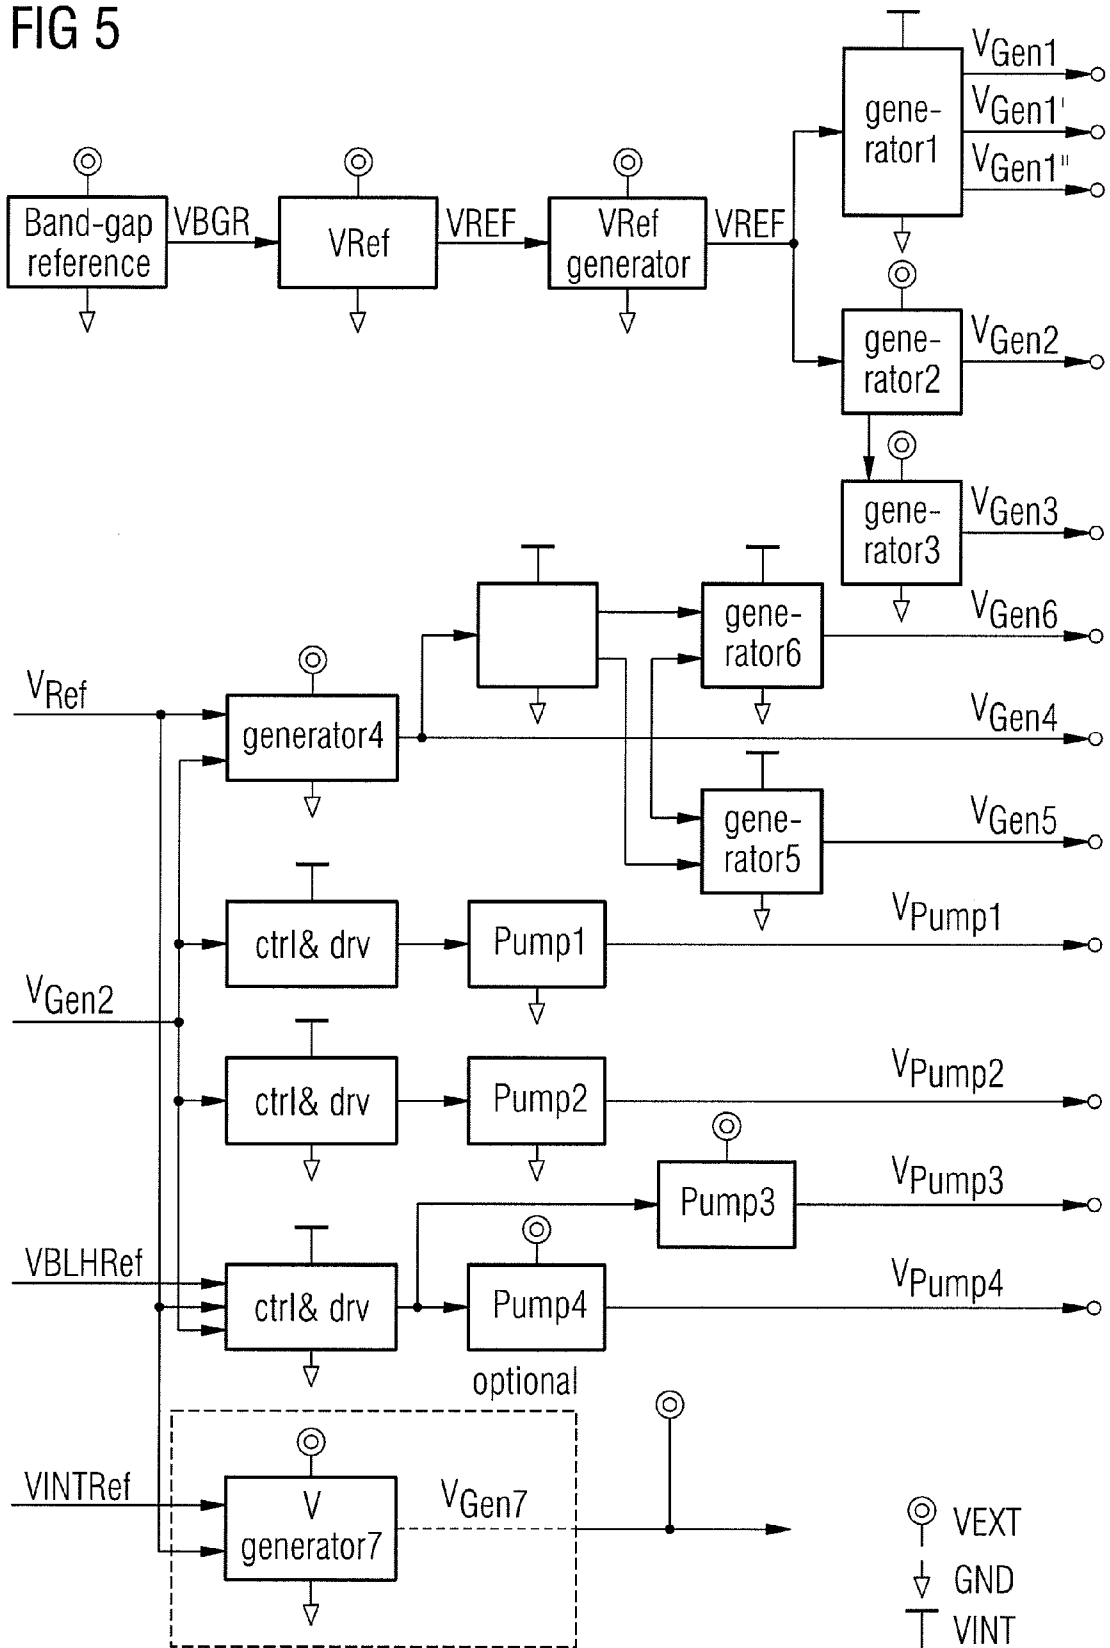 FIG 5
VGen1
gene-
rator1
VGen1'
VGen1"
Band-gap
reference
VBGR
VRef
VREF
VRef
generator
VREF
gene-
rator2
VGen2
gene-
rator3
VGen3
gene-
rator6
VGen6
VRef
generator4
VGen4
gene-
rator5
VGen5
ctrl& drv
Pump1
VPump1
VGen2
ctrl& drv
Pump2
VPump2
Pump3
VPump3
VBLHRef
ctrl& drv
Pump4
VPump4
optional
VINTRef
V
generator7
VGen7
VEXT
GND
VINT